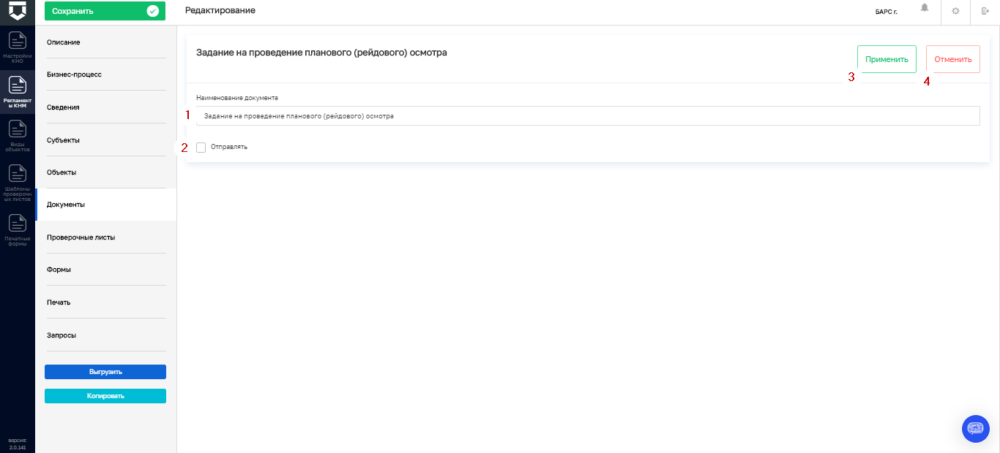 Сохранить
Редактирование
БАРС г.
Настройки
КНО
Регламент
ы КНМ
Виды
объектов
Шаблоны
проверочн
ых листов
Печатные
формы
версия:
2.0.141
Описание
Бизнес-процесс
Сведения
Субъекты
Объекты
Документы
Проверочные листы
Формы
Печать
Запросы
Выгрузить
Копировать
Задание на проведение планового (рейдового) осмотра
Применить
Отменить
3
4
Наименование документа
1
Задание на проведение планового (рейдового) осмотра
2
Отправлять